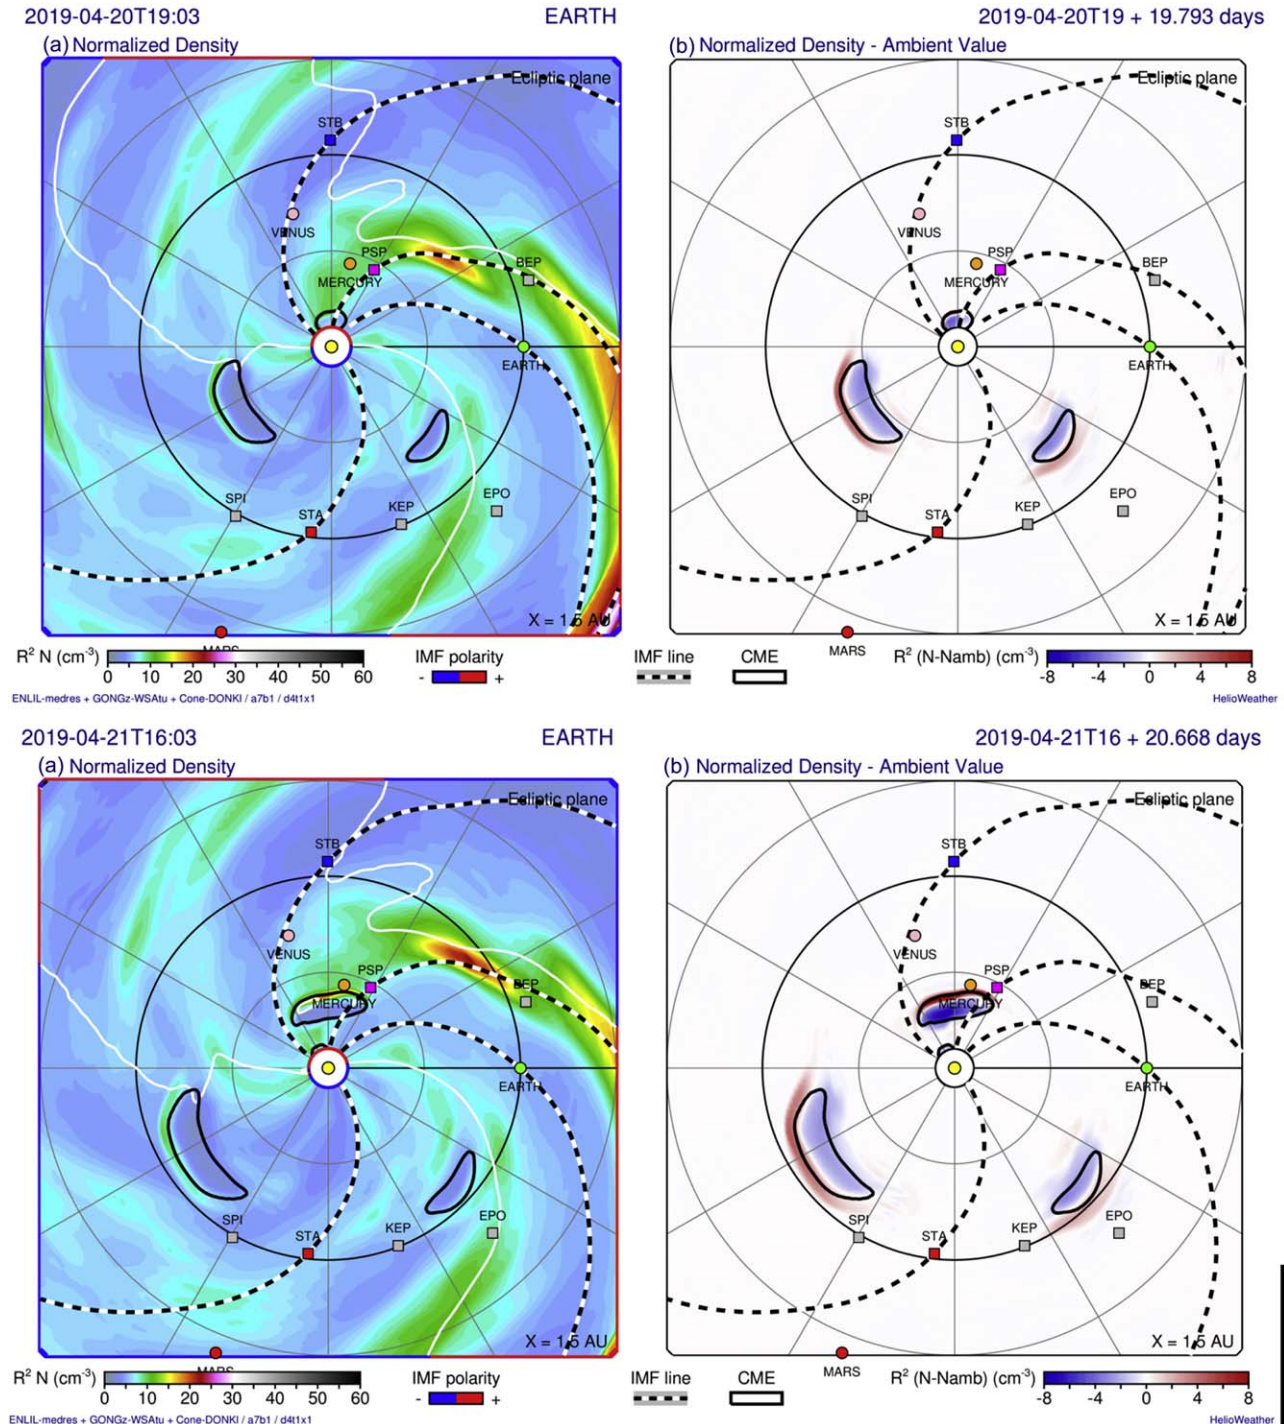 2019-04-20T19:03 EARTH 2019-04-20T19 + 19.793 days
(a) Normalized Density (b) Normalized Density - Ambient Value
Ecliptic plane Ecliptic plane
STB STB
VENUS VENUS
PSP PSP
MERCURY MERCURY
BEP BEP
EARTH EARTH
SPI STA KEP EPO SPI STA KEP EPO
X = 1.5 AU X = 1.5 AU
MARS MARS
R² N (cm⁻³) 0 10 20 30 40 50 60 IMF polarity - + IMF line CME R² (N-Namb) (cm⁻³) -8 -4 0 4 8
ENLIL-medres + GONGz-WSAtu + Cone-DONKI / a7b1 / d4t1x1 HelioWeather
2019-04-21T16:03 EARTH 2019-04-21T16 + 20.668 days
(a) Normalized Density (b) Normalized Density - Ambient Value
Ecliptic plane Ecliptic plane
STB STB
VENUS VENUS
PSP PSP
MERCURY MERCURY
BEP BEP
EARTH EARTH
SPI STA KEP EPO SPI STA KEP EPO
X = 1.5 AU X = 1.5 AU
MARS MARS
R² N (cm⁻³) 0 10 20 30 40 50 60 IMF polarity - + IMF line CME R² (N-Namb) (cm⁻³) -8 -4 0 4 8
ENLIL-medres + GONGz-WSAtu + Cone-DONKI / a7b1 / d4t1x1 HelioWeather